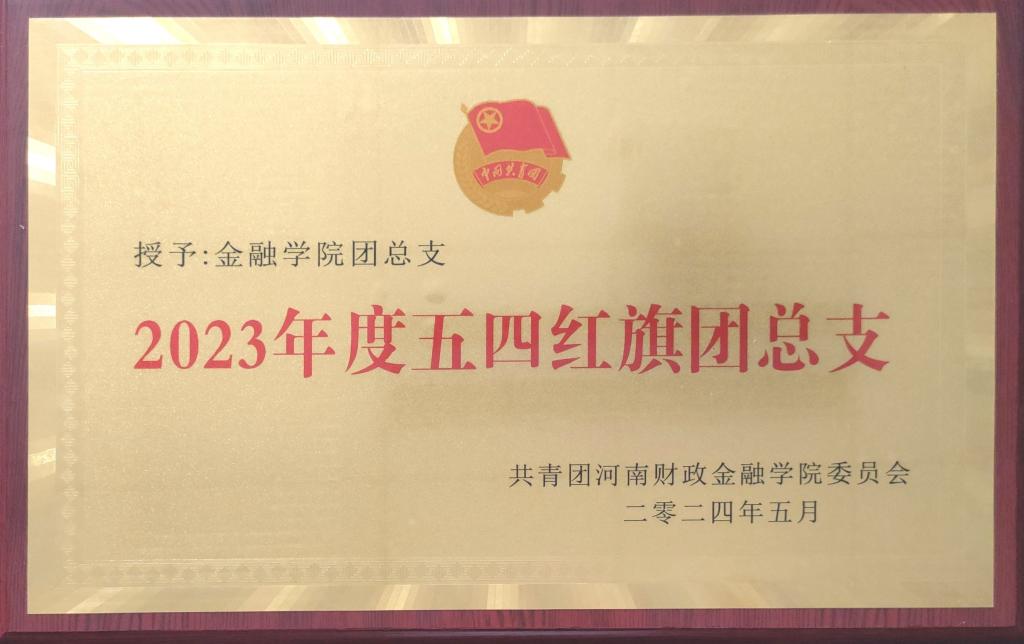 中国共青团
授予:金融学院团总支
2023年度五四红旗团总支
共青团河南财政金融学院委员会
二零二四年五月